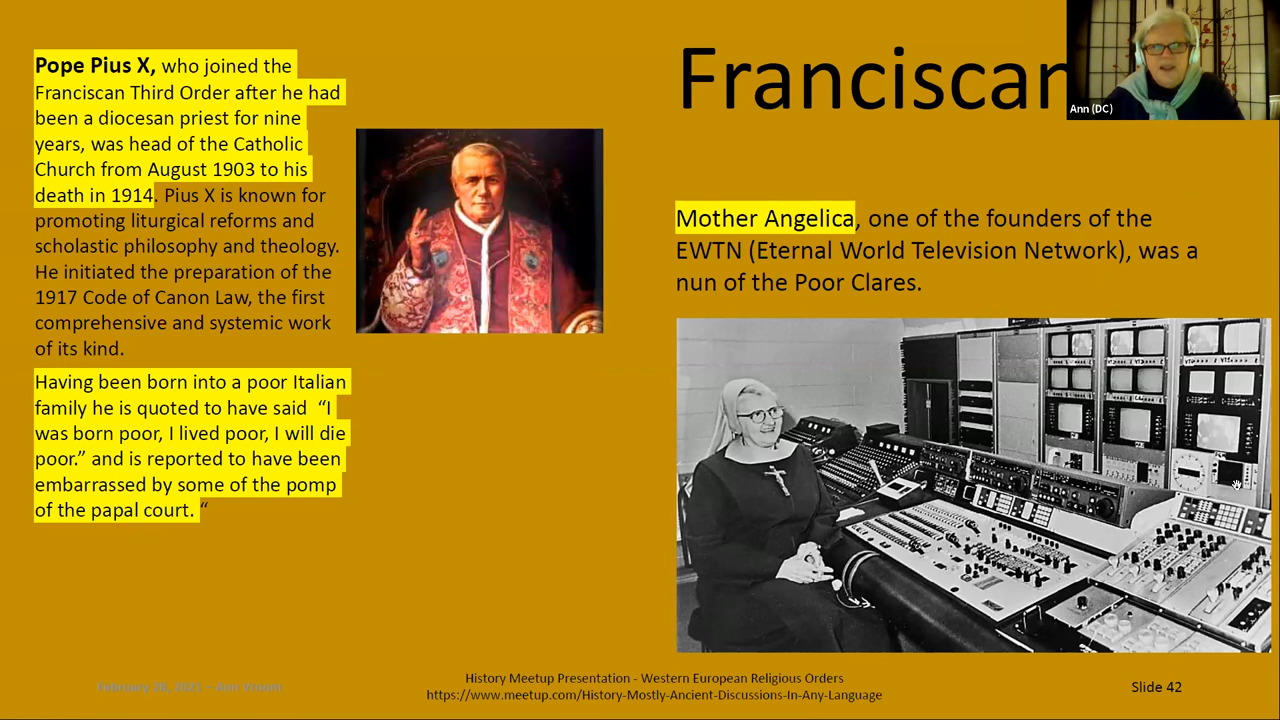 Pope Pius X, who joined the
Franciscan Third Order after he had
been a diocesan priest for nine
years, was head of the Catholic
Church from August 1903 to his
death in 1914. Pius X is known for
promoting liturgical reforms and
scholastic philosophy and theology.
He initiated the preparation of the
1917 Code of Canon Law, the first
comprehensive and systemic work
of its kind.
Having been born into a poor Italian
family he is quoted to have said “I
was born poor, I lived poor, I will die
poor.” and is reported to have been
embarrassed by some of the pomp
of the papal court. “
Franciscan
Ann (DC)
Mother Angelica, one of the founders of the
EWTN (Eternal World Television Network), was a
nun of the Poor Clares.
History Meetup Presentation - Western European Religious Orders
https://www.meetup.com/History-Mostly-Ancient-Discussions-In-Any-Language
Slide 42